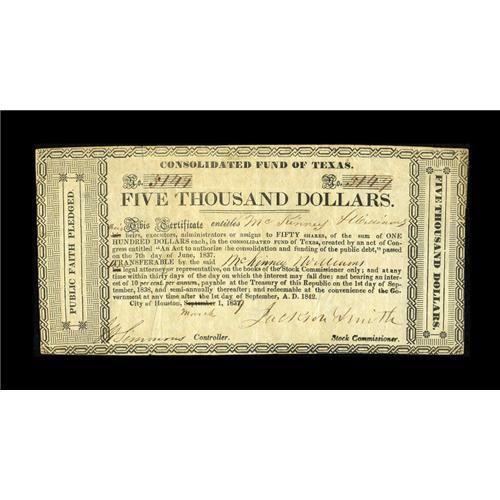 CONSOLIDATED FUND OF TEXAS.
No. 5149 No. 5149
FIVE THOUSAND DOLLARS.
This Certificate entitles McKinney & Williams
heirs, executors, administrators or assigns to FIFTY SHARES, of the sum of ONE
HUNDRED DOLLARS each, in the CONSOLIDATED FUND OF TEXAS, created by an act of Con-
gress entitled "An Act to authorize the consolidation and funding of the public debt," passed
on the 7th day of June, 1837.
TRANSFERABLE by the said McKinney Williams
legal attorney or representative, on the books of the Stock Commissioner only; and at any
time within thirty days of the day on which the interest may fall due, and bearing an in-
terest of 10 per cent. per annum, payable at the Treasury of this Republic on the 1st day of Sep-
tember, 1838, and semi-annually thereafter; and redeemable at the convenience of the Go-
vernment at any time after the 1st day of September, A. D. 1842.
City of Houston, September 1, 1837
March
Simmons Controller. Jackson Smith Stock Commissioner.
PUBLIC FAITH PLEDGED.
FIVE THOUSAND DOLLARS.